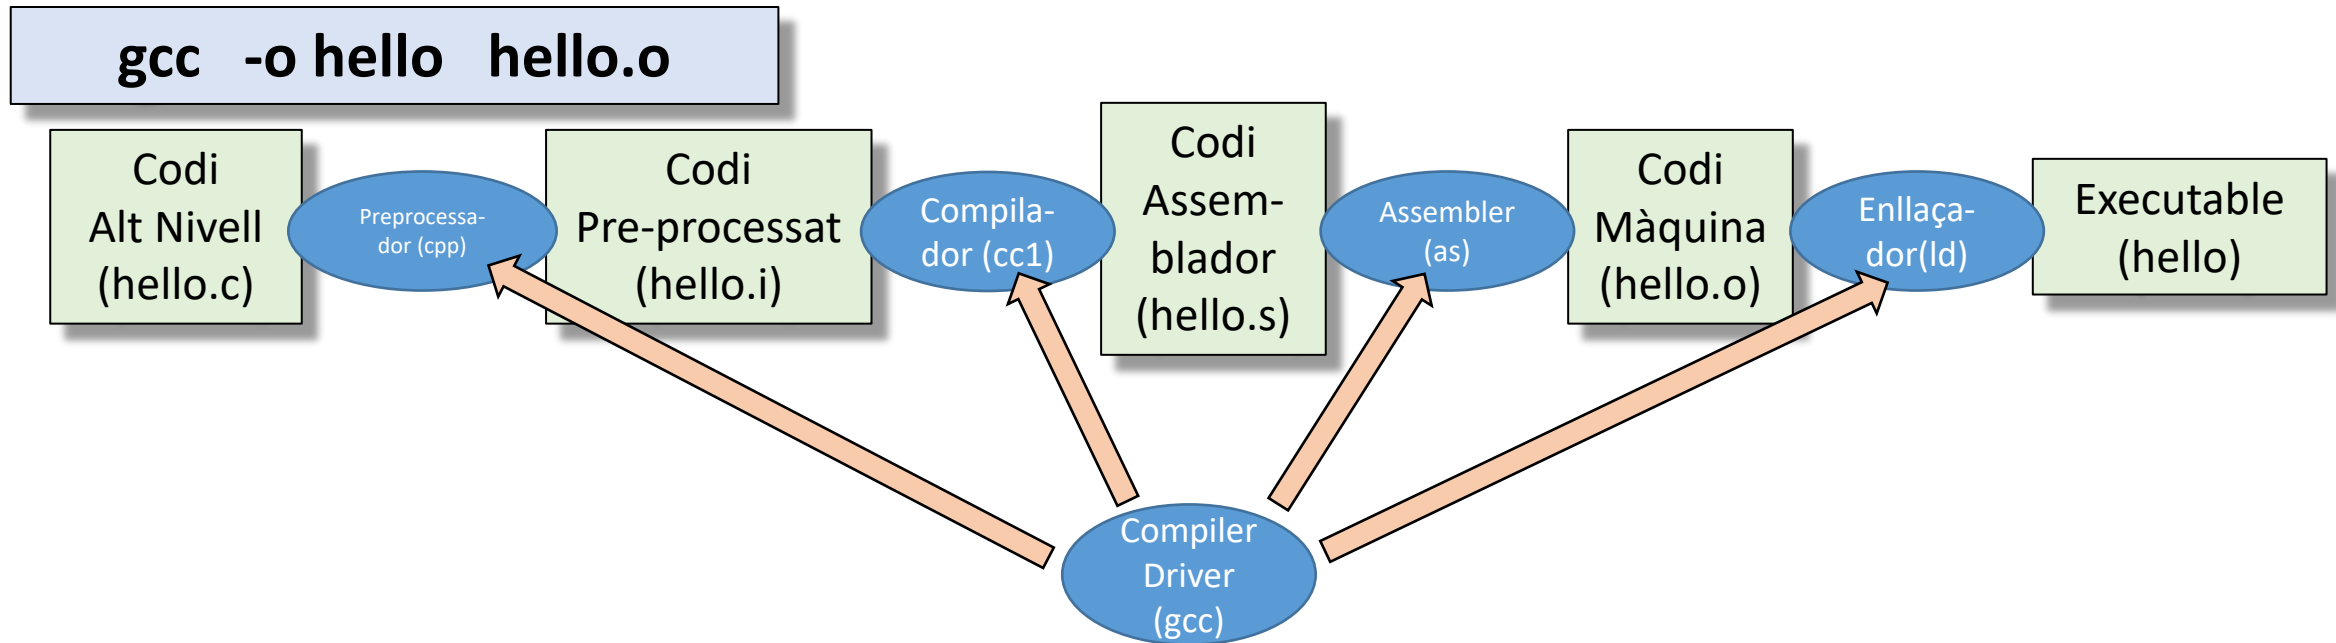 gcc -o hello hello.o
Codi
Alt Nivell
(hello.c)
Preprocessa-
dor (cpp)
Codi
Pre-processat
(hello.i)
Compila-
dor (cc1)
Codi
Assem-
blador
(hello.s)
Assembler
(as)
Codi
Màquina
(hello.o)
Enllaça-
dor(ld)
Executable
(hello)
Compiler
Driver
(gcc)